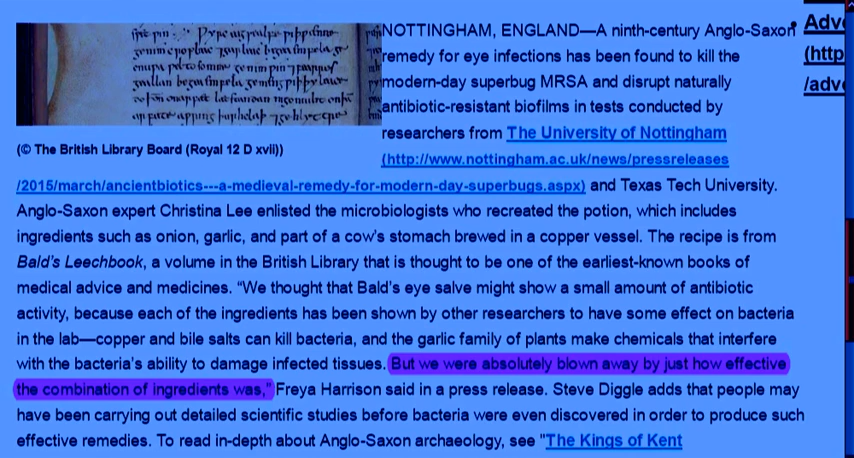 NOTTINGHAM, ENGLAND—A ninth-century Anglo-Saxon
remedy for eye infections has been found to kill the
modern-day superbug MRSA and disrupt naturally
antibiotic-resistant biofilms in tests conducted by
researchers from The University of Nottingham
(© The British Library Board (Royal 12 D xvii))
(http://www.nottingham.ac.uk/news/pressreleases
/2015/march/ancientbiotics---a-medieval-remedy-for-modern-day-superbugs.aspx) and Texas Tech University.
Anglo-Saxon expert Christina Lee enlisted the microbiologists who recreated the potion, which includes
ingredients such as onion, garlic, and part of a cow's stomach brewed in a copper vessel. The recipe is from
Bald's Leechbook, a volume in the British Library that is thought to be one of the earliest-known books of
medical advice and medicines. “We thought that Bald's eye salve might show a small amount of antibiotic
activity, because each of the ingredients has been shown by other researchers to have some effect on bacteria
in the lab—copper and bile salts can kill bacteria, and the garlic family of plants make chemicals that interfere
with the bacteria's ability to damage infected tissues. But we were absolutely blown away by just how effective
the combination of ingredients was,” Freya Harrison said in a press release. Steve Diggle adds that people may
have been carrying out detailed scientific studies before bacteria were even discovered in order to produce such
effective remedies. To read in-depth about Anglo-Saxon archaeology, see "The Kings of Kent
• Adv
(http
/adv